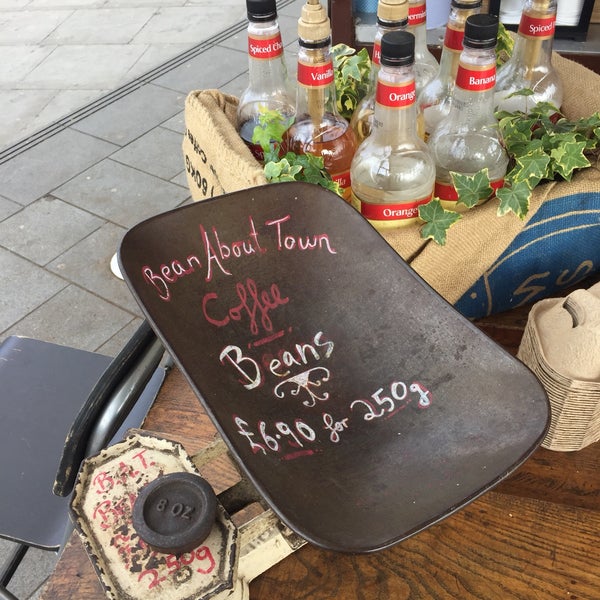 Spiced
Vanilla
Orange
Banana
Spiced
Orange
Bean About Town
Coffee
Beans
£6.90 for 250g
B.A.T.
8 OZ
250g